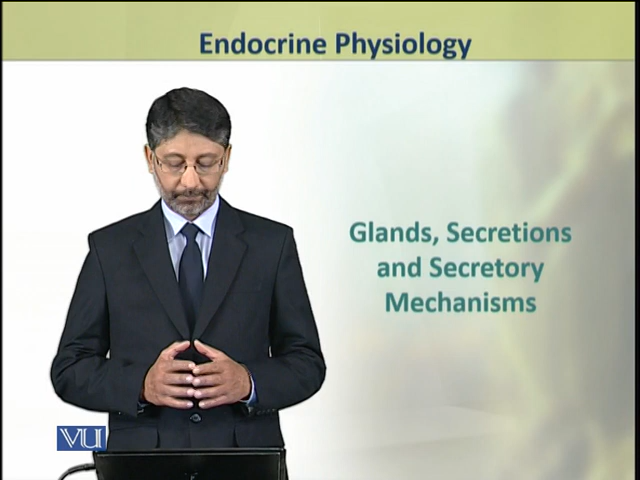 Endocrine Physiology
Glands, Secretions
and Secretory
Mechanisms
VU